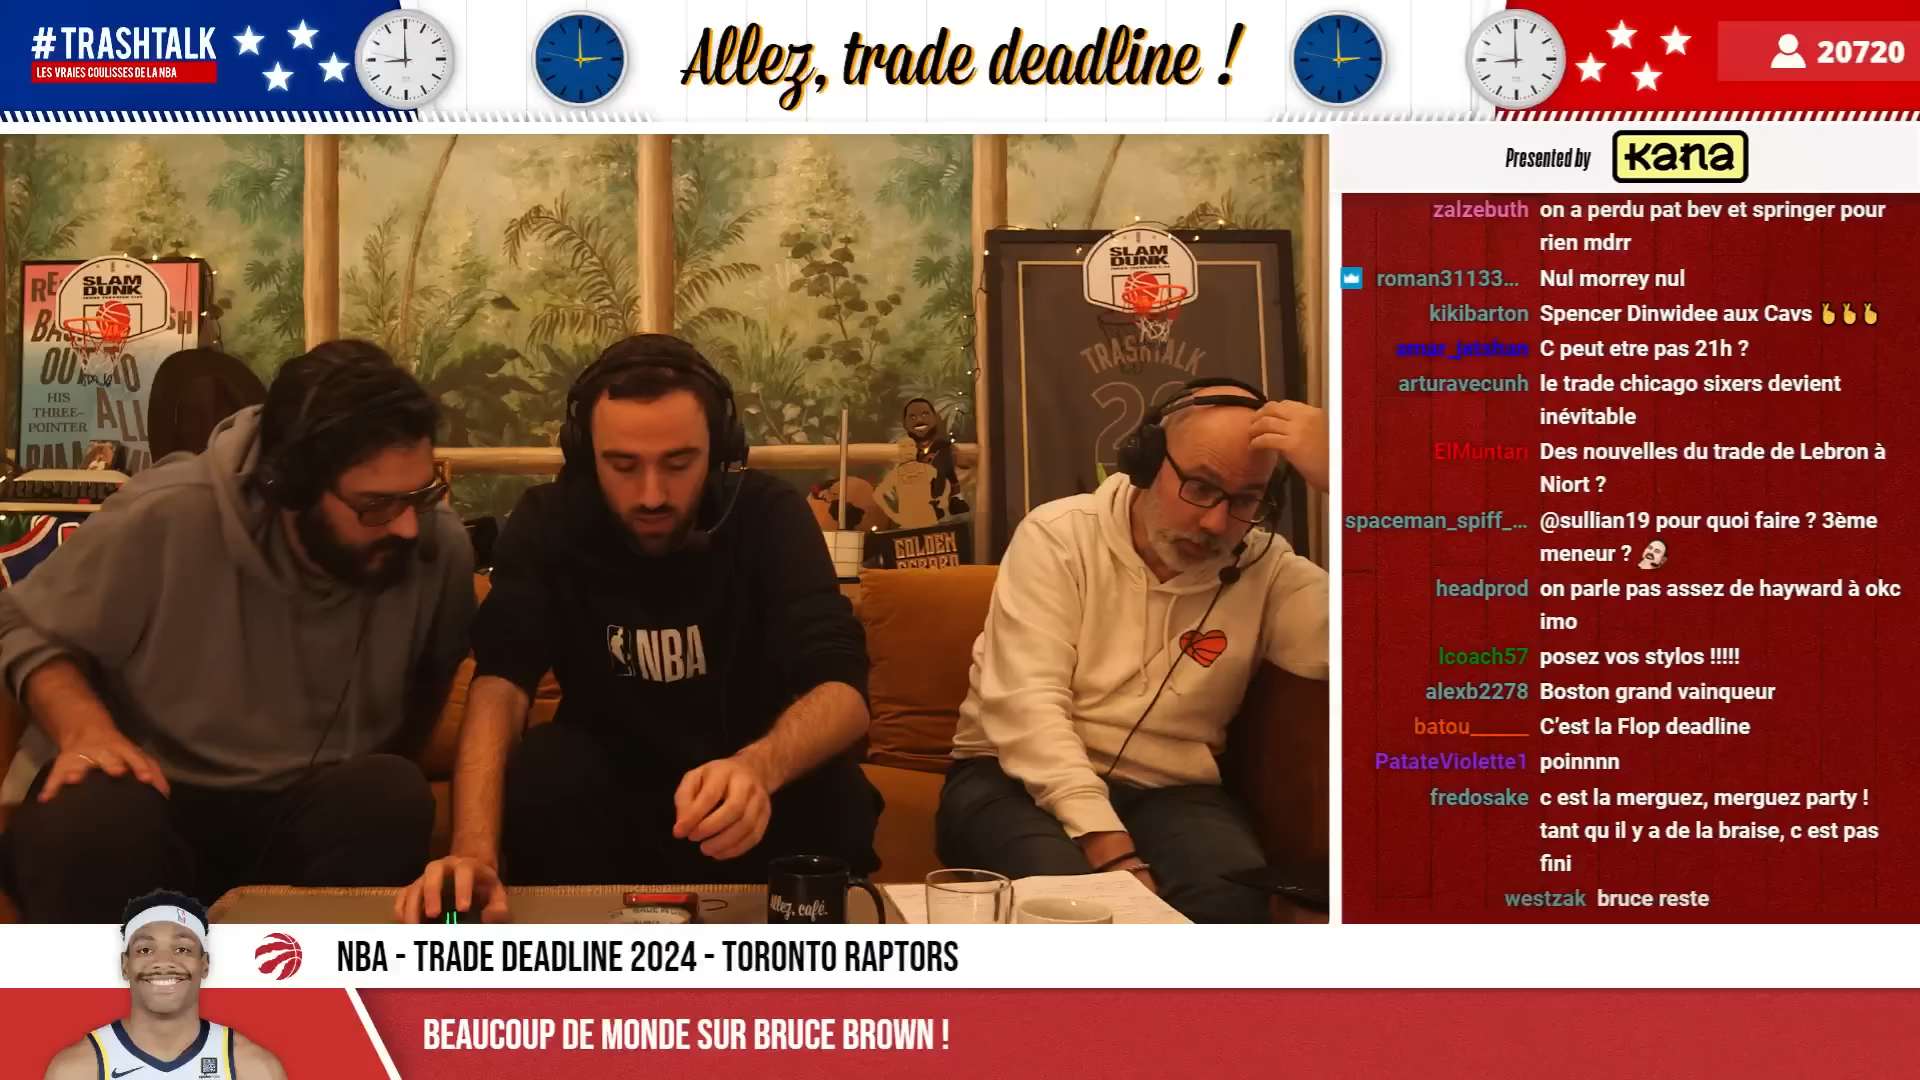 #TRASHTALK
LES VRAIES COULISSES DE LA NBA
Allez, trade deadline !
20720
Presented by kana
SLAM
DUNK
OUT
HIS
THREE-
POINTER
ALL
SLAM
DUNK
TRASHTALK
GOLDEN
NBA
Allez, café.
zalzebuth on a perdu pat bev et springer pour
rien mdrr
roman31133... Nul morrey nul
kikibarton Spencer Dinwidee aux Cavs 🫰🫰🫰
amar_jetshan C peut etre pas 21h ?
arturavecunh le trade chicago sixers devient
inévitable
ElMuntari Des nouvelles du trade de Lebron à
Niort ?
spaceman_spiff_... @sullian19 pour quoi faire ? 3ème
meneur ?
headprod on parle pas assez de hayward à okc
imo
lcoach57 posez vos stylos !!!!!
alexb2278 Boston grand vainqueur
batou______ C'est la Flop deadline
PatateViolette1 poinnnn
fredosake c est la merguez, merguez party !
tant qu il y a de la braise, c est pas
fini
westzak bruce reste
NBA - TRADE DEADLINE 2024 - TORONTO RAPTORS
BEAUCOUP DE MONDE SUR BRUCE BROWN !